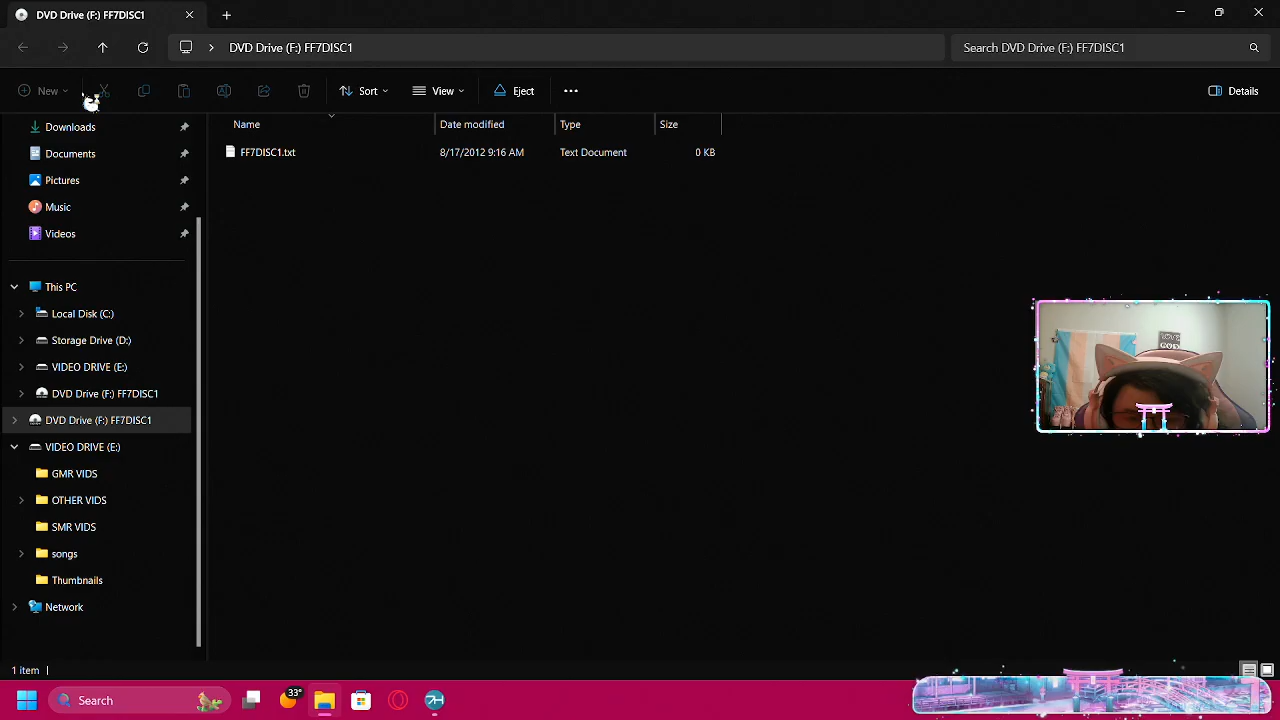 DVD Drive (F:) FF7DISC1
DVD Drive (F:) FF7DISC1
Search DVD Drive (F:) FF7DISC1
New
Sort
View
Eject
Details
Name
Date modified
Type
Size
FF7DISC1.txt
8/17/2012 9:16 AM
Text Document
0 KB
Downloads
Documents
Pictures
Music
Videos
This PC
Local Disk (C:)
Storage Drive (D:)
VIDEO DRIVE (E:)
DVD Drive (F:) FF7DISC1
DVD Drive (F:) FF7DISC1
VIDEO DRIVE (E:)
GMR VIDS
OTHER VIDS
SMR VIDS
songs
Thumbnails
Network
1 item
Search
33°